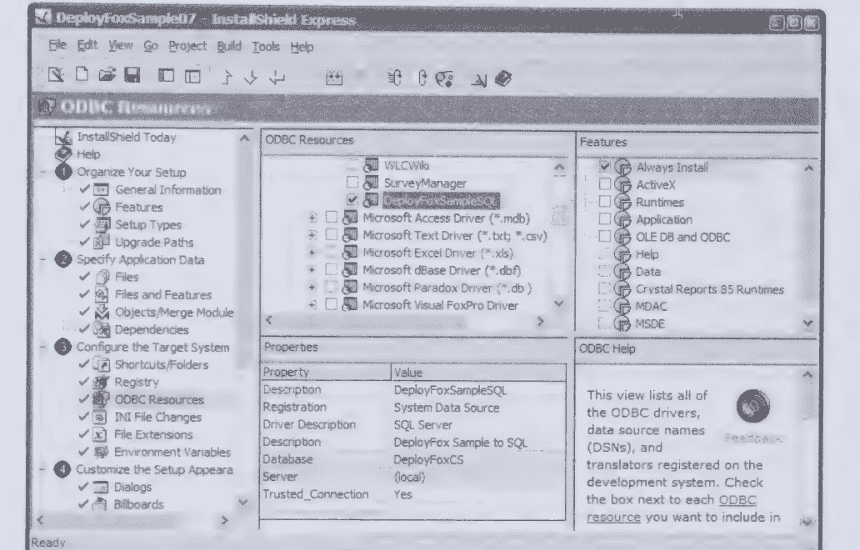 DeployFoxSample07 - InstallShield Express
File Edit View Go Project Build Tools Help
ODBC Resources
InstallShield Today
Help
1 Organize Your Setup
General Information
Features
Setup Types
Upgrade Paths
2 Specify Application Data
Files
Files and Features
Objects/Merge Module
Dependencies
3 Configure the Target System
Shortcuts/Folders
Registry
ODBC Resources
INI File Changes
File Extensions
Environment Variables
4 Customize the Setup Appeara
Dialogs
Billboards
ODBC Resources
WLCWiki
SurveyManager
DeployFoxSampleSQL
Microsoft Access Driver (*.mdb)
Microsoft Text Driver (*.txt; *.csv)
Microsoft Excel Driver (*.xls)
Microsoft dBase Driver (*.dbf)
Microsoft Paradox Driver (*.db )
Microsoft Visual FoxPro Driver
Features
Always Install
ActiveX
Runtimes
Application
OLE DB and ODBC
Help
Data
Crystal Reports 85 Runtimes
MDAC
MSDE
Properties
Property Value
Description DeployFoxSampleSQL
Registration System Data Source
Driver Description SQL Server
Description DeployFox Sample to SQL
Database DeployFoxCS
Server (local)
Trusted_Connection Yes
ODBC Help
This view lists all of
the ODBC drivers,
data source names
(DSNs), and
translators registered on the
development system. Check
the box next to each ODBC
resource you want to include in
Feedback
Ready